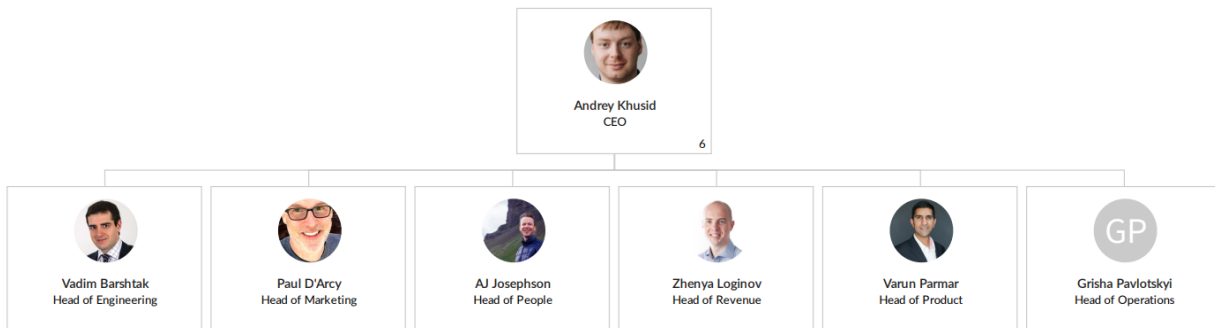 Andrey Khusid
CEO
6
Vadim Barshtak
Head of Engineering
Paul D'Arcy
Head of Marketing
AJ Josephson
Head of People
Zhenya Loginov
Head of Revenue
Varun Parmar
Head of Product
GP
Grisha Pavlotskyi
Head of Operations